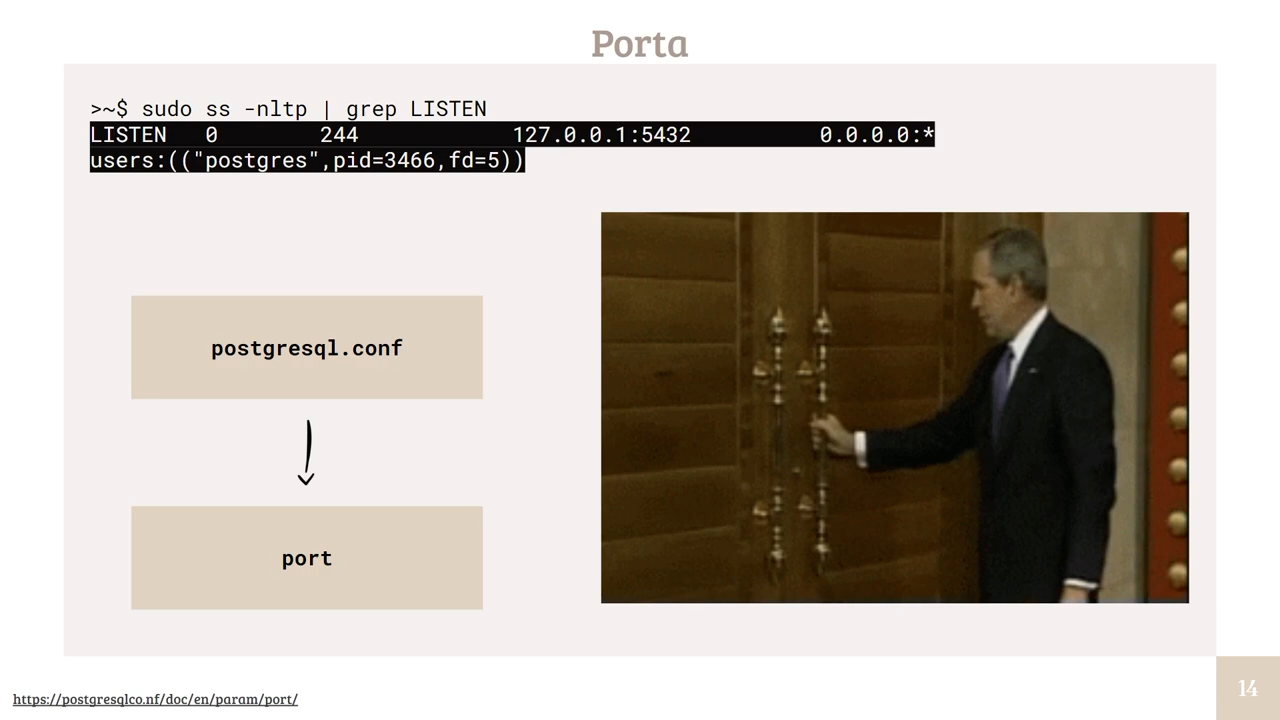 Porta
>~$ sudo ss -nltp | grep LISTEN
LISTEN 0 244 127.0.0.1:5432 0.0.0.0:*
users:(("postgres",pid=3466,fd=5))
postgresql.conf
port
https://postgresqlco.nf/doc/en/param/port/
14